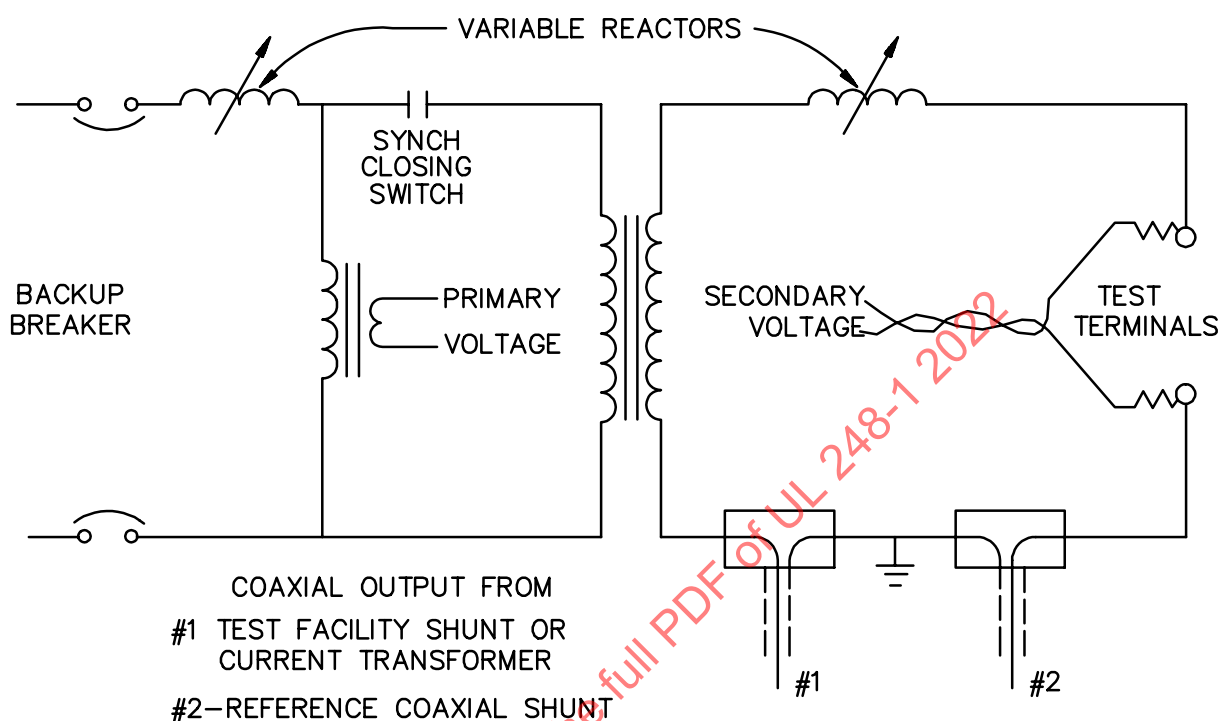 VARIABLE REACTORS
SYNCH
CLOSING
SWITCH
BACKUP
BREAKER
PRIMARY
VOLTAGE
SECONDARY
VOLTAGE
TEST
TERMINALS
COAXIAL OUTPUT FROM
#1 TEST FACILITY SHUNT OR
CURRENT TRANSFORMER
#2-REFERENCE COAXIAL SHUNT
#1
#2
full PDF of UL 248-1 2022